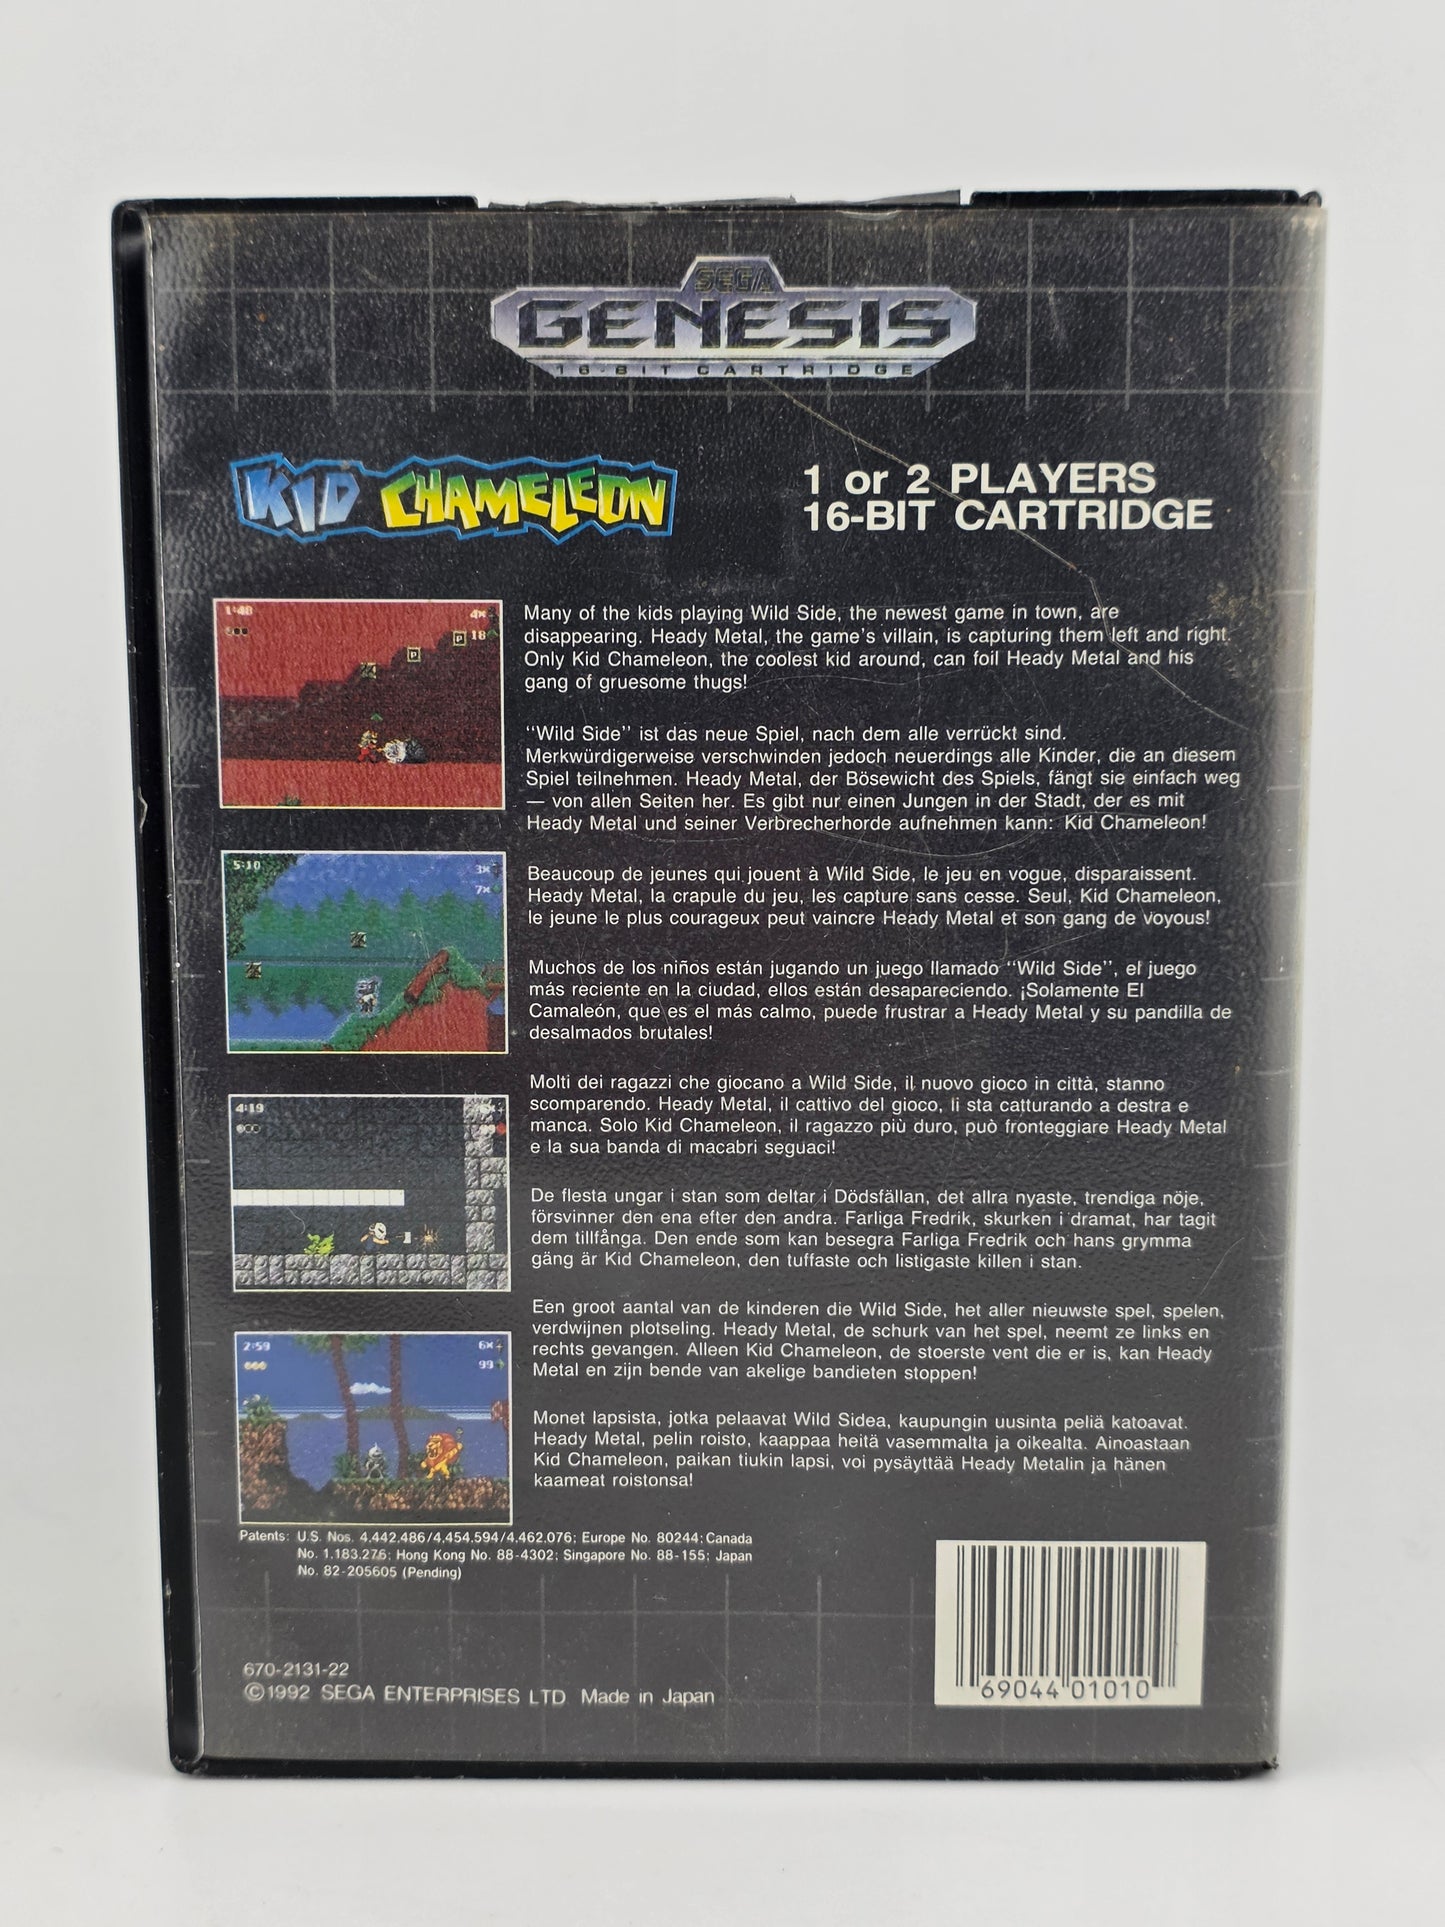 SEGA
GENESIS
16-BIT CARTRIDGE
KID CHAMELEON
1 or 2 PLAYERS
16-BIT CARTRIDGE
1:48
4×
18
P
P
Many of the kids playing Wild Side, the newest game in town, are
disappearing. Heady Metal, the game's villain, is capturing them left and right.
Only Kid Chameleon, the coolest kid around, can foil Heady Metal and his
gang of gruesome thugs!
"Wild Side" ist das neue Spiel, nach dem alle verrückt sind.
Merkwürdigerweise verschwinden jedoch neuerdings alle Kinder, die an diesem
Spiel teilnehmen. Heady Metal, der Bösewicht des Spiels, fängt sie einfach weg
— von allen Seiten her. Es gibt nur einen Jungen in der Stadt, der es mit
Heady Metal und seiner Verbrecherhorde aufnehmen kann: Kid Chameleon!
5:10
3×
7×
Beaucoup de jeunes qui jouent à Wild Side, le jeu en vogue, disparaissent.
Heady Metal, la crapule du jeu, les capture sans cesse. Seul, Kid Chameleon,
le jeune le plus courageux peut vaincre Heady Metal et son gang de voyous!
Muchos de los niños están jugando un juego llamado "Wild Side", el juego
más reciente en la ciudad, ellos están desapareciendo. ¡Solamente El
Camaleón, que es el más calmo, puede frustrar a Heady Metal y su pandilla de
desalmados brutales!
4:19
Molti dei ragazzi che giocano a Wild Side, il nuovo gioco in città, stanno
scomparendo. Heady Metal, il cattivo del gioco, li sta catturando a destra e
manca. Solo Kid Chameleon, il ragazzo più duro, può fronteggiare Heady Metal
e la sua banda di macabri seguaci!
De flesta ungar i stan som deltar i Dödsfällan, det allra nyaste, trendiga nöje,
försvinner den ena efter den andra. Farliga Fredrik, skurken i dramat, har tagit
dem tillfånga. Den ende som kan besegra Farliga Fredrik och hans grymma
gäng är Kid Chameleon, den tuffaste och listigaste killen i stan.
2:59
6×
99
Een groot aantal van de kinderen die Wild Side, het aller nieuwste spel, spelen,
verdwijnen plotseling. Heady Metal, de schurk van het spel, neemt ze links en
rechts gevangen. Alleen Kid Chameleon, de stoerste vent die er is, kan Heady
Metal en zijn bende van akelige bandieten stoppen!
Monet lapsista, jotka pelaavat Wild Sidea, kaupungin uusinta peliä katoavat.
Heady Metal, pelin roisto, kaappaa heitä vasemmalta ja oikealta. Ainoastaan
Kid Chameleon, paikan tiukin lapsi, voi pysäyttää Heady Metalin ja hänen
kaameat roistonsa!
Patents: U.S. Nos. 4,442,486/4,454,594/4,462,076; Europe No. 80244; Canada
No. 1,183,276; Hong Kong No. 88-4302; Singapore No. 88-155; Japan
No. 82-205605 (Pending)
670-2131-22
©1992 SEGA ENTERPRISES LTD Made in Japan
69044 01010